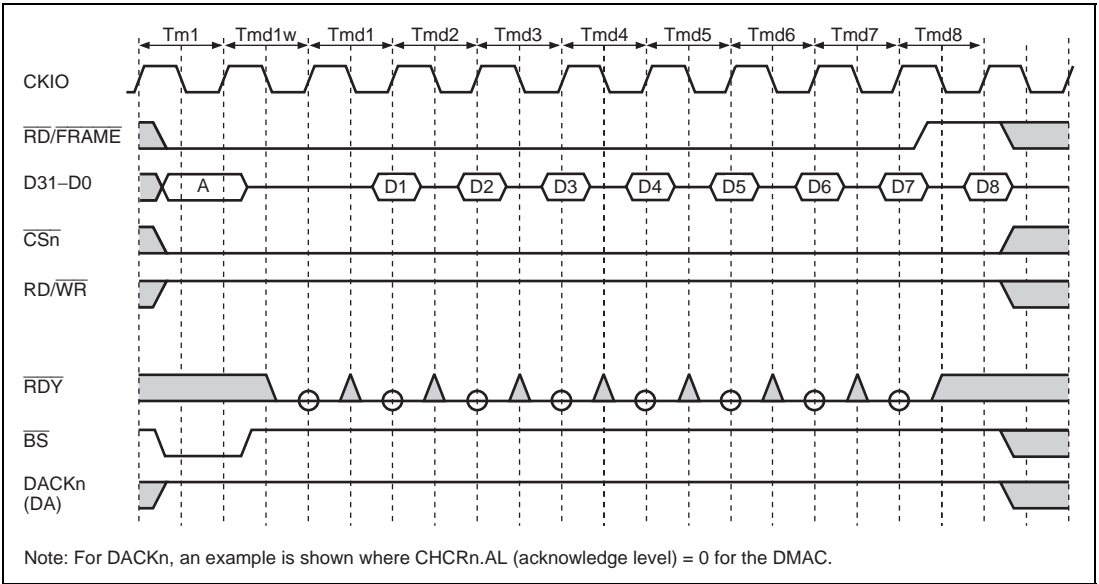 Tm1 Tmd1w Tmd1 Tmd2 Tmd3 Tmd4 Tmd5 Tmd6 Tmd7 Tmd8
CKIO
RD/FRAME
D31–D0 A D1 D2 D3 D4 D5 D6 D7 D8
CSn
RD/WR
RDY
BS
DACKn
(DA)
Note: For DACKn, an example is shown where CHCRn.AL (acknowledge level) = 0 for the DMAC.